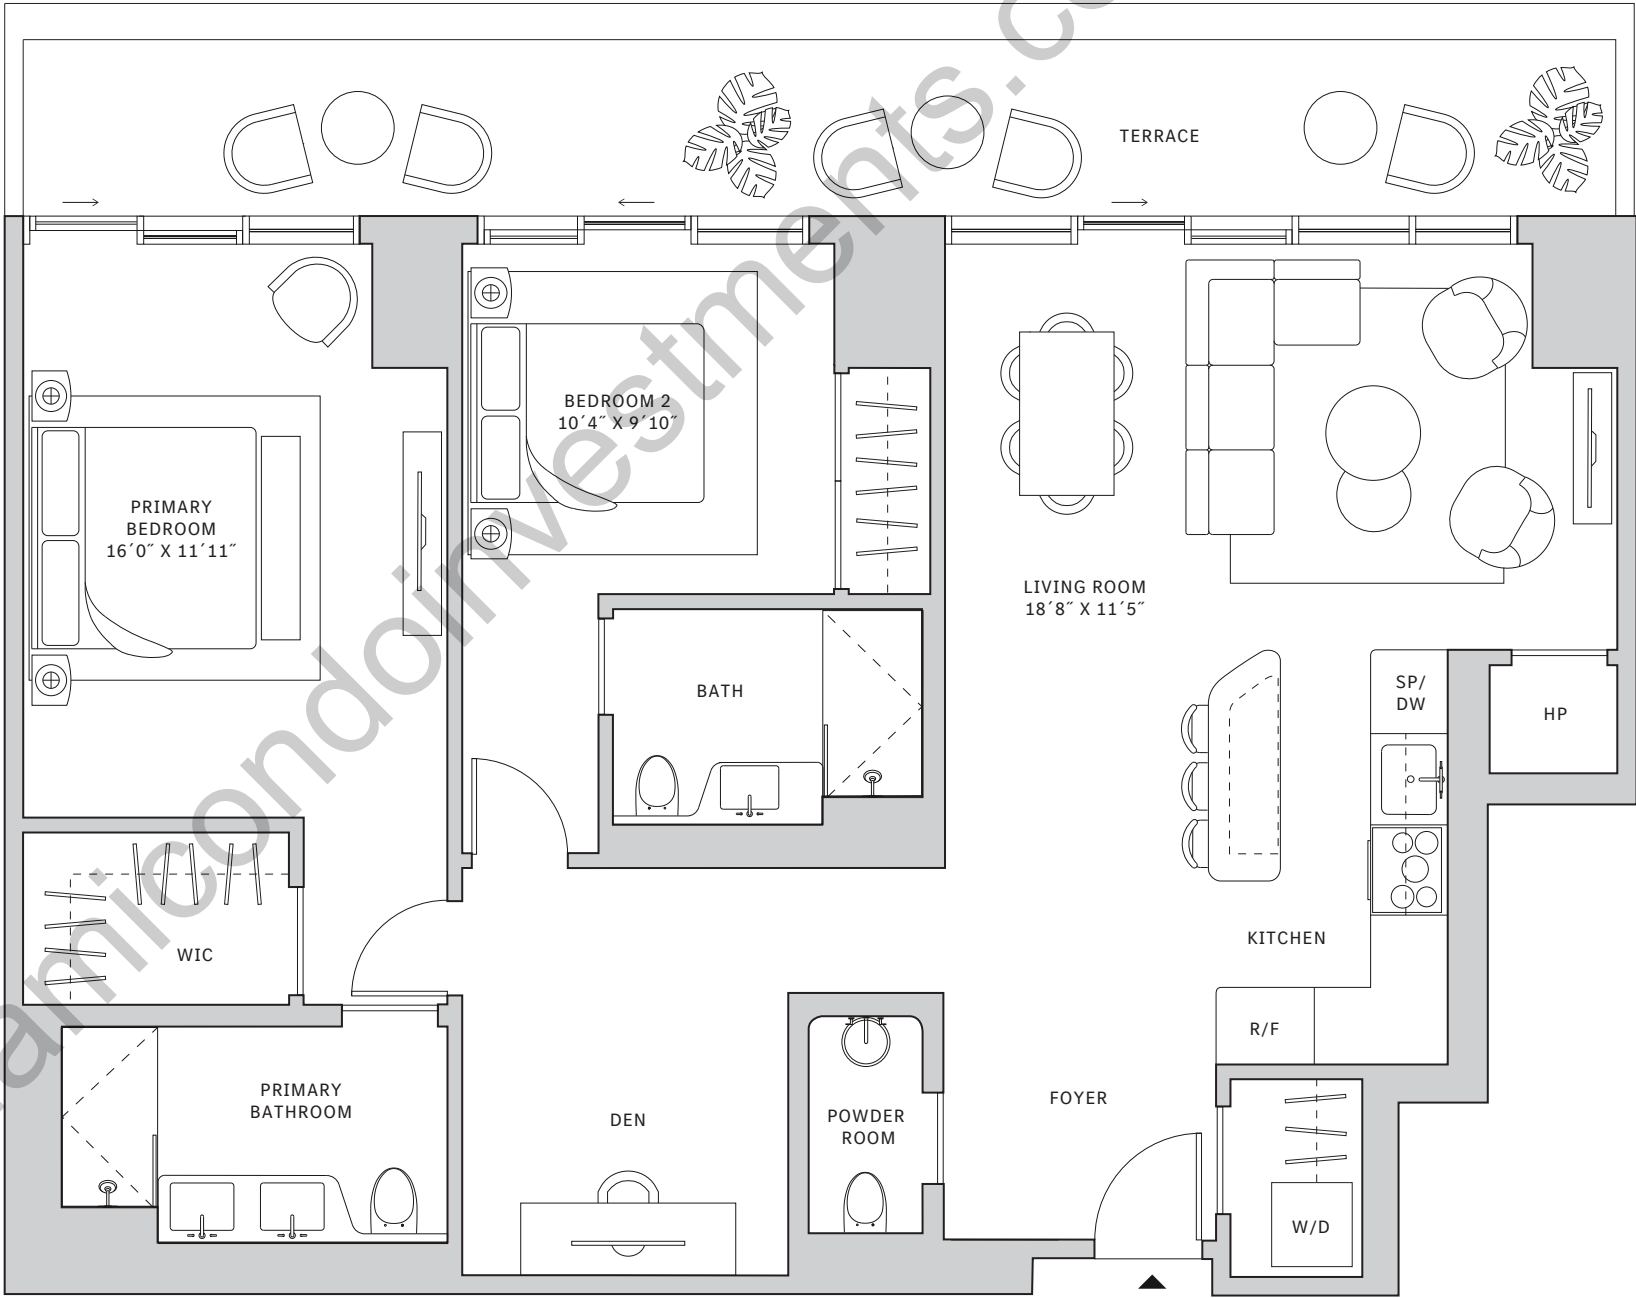 TERRACE
BEDROOM 2
10´4˝ X 9´10˝
PRIMARY
BEDROOM
16´0˝ X 11´11˝
LIVING ROOM
18´8˝ X 11´5˝
BATH
SP/
DW
HP
WIC
KITCHEN
R/F
PRIMARY
BATHROOM
DEN
POWDER
ROOM
FOYER
W/D
amicondoinvestments.c